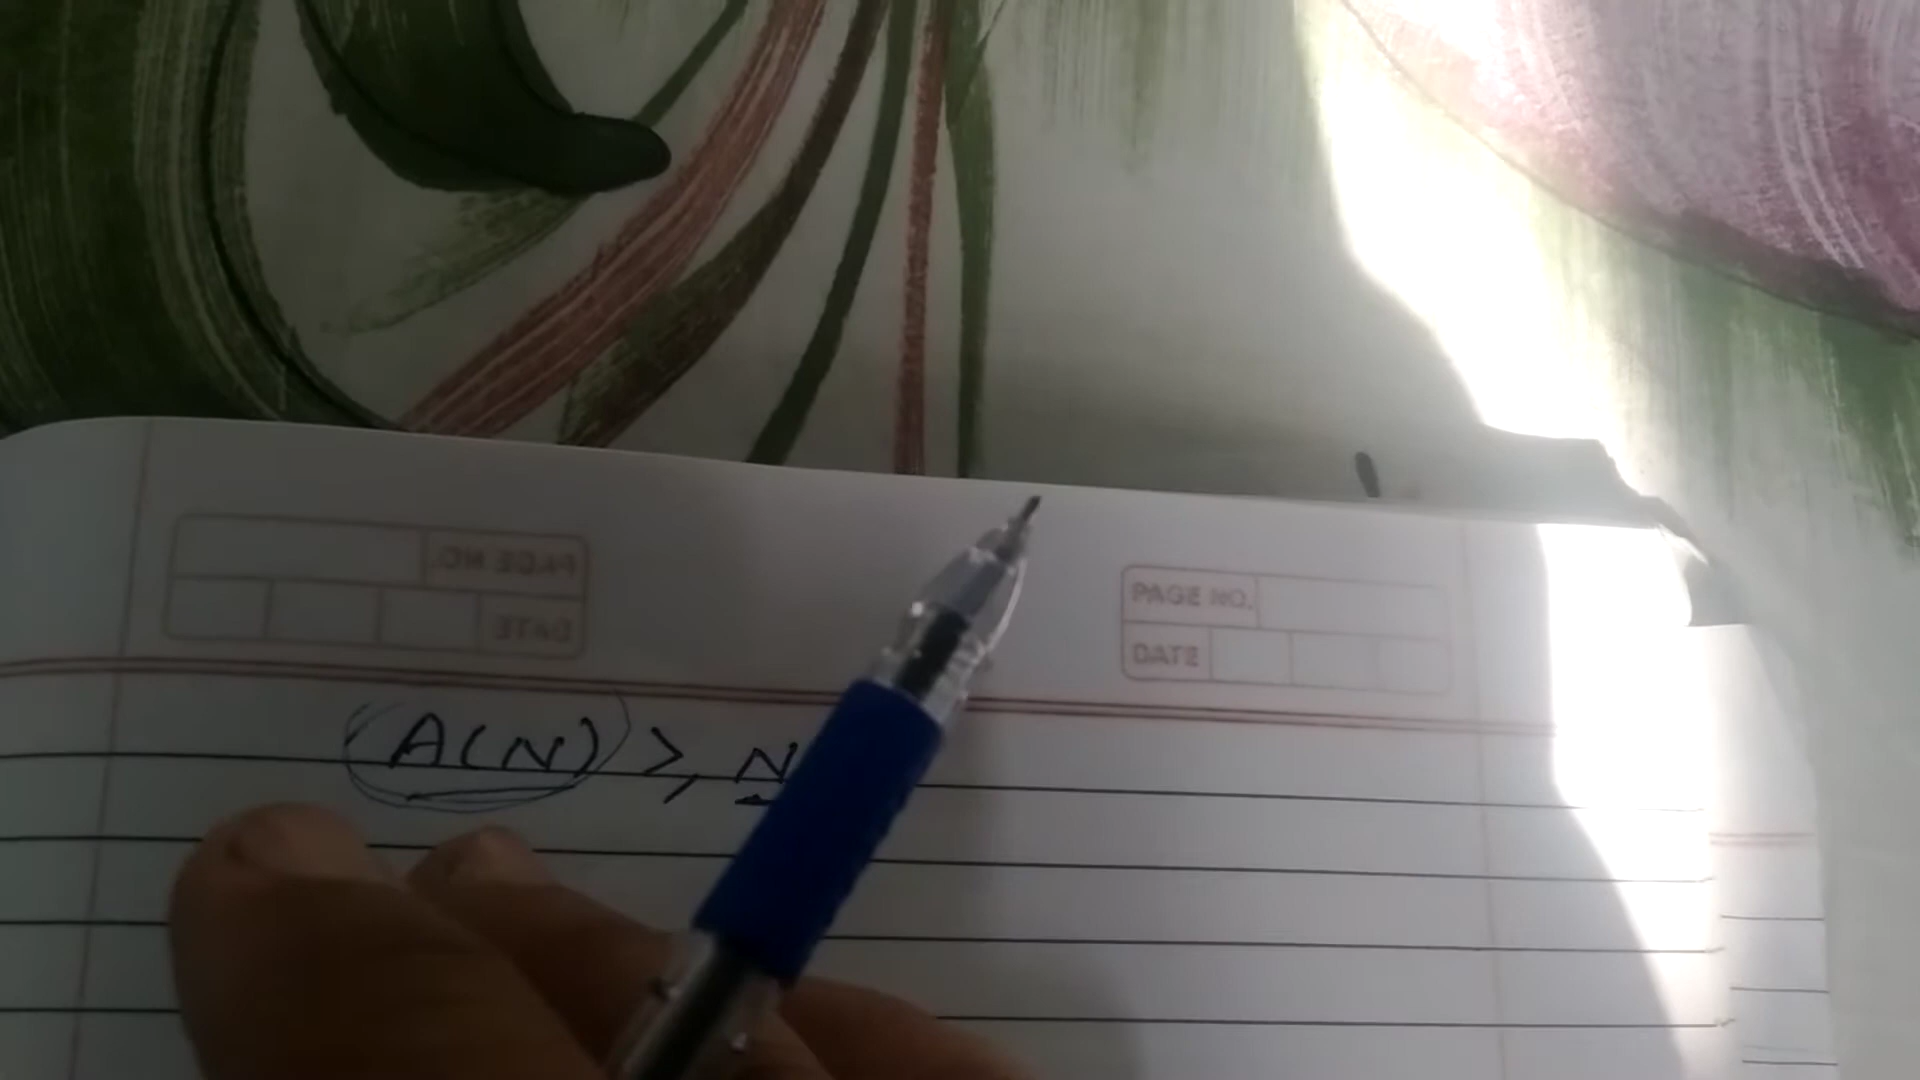 PAGE NO.
DATE
PAGE NO.
DATE
A(N) ⩾ N